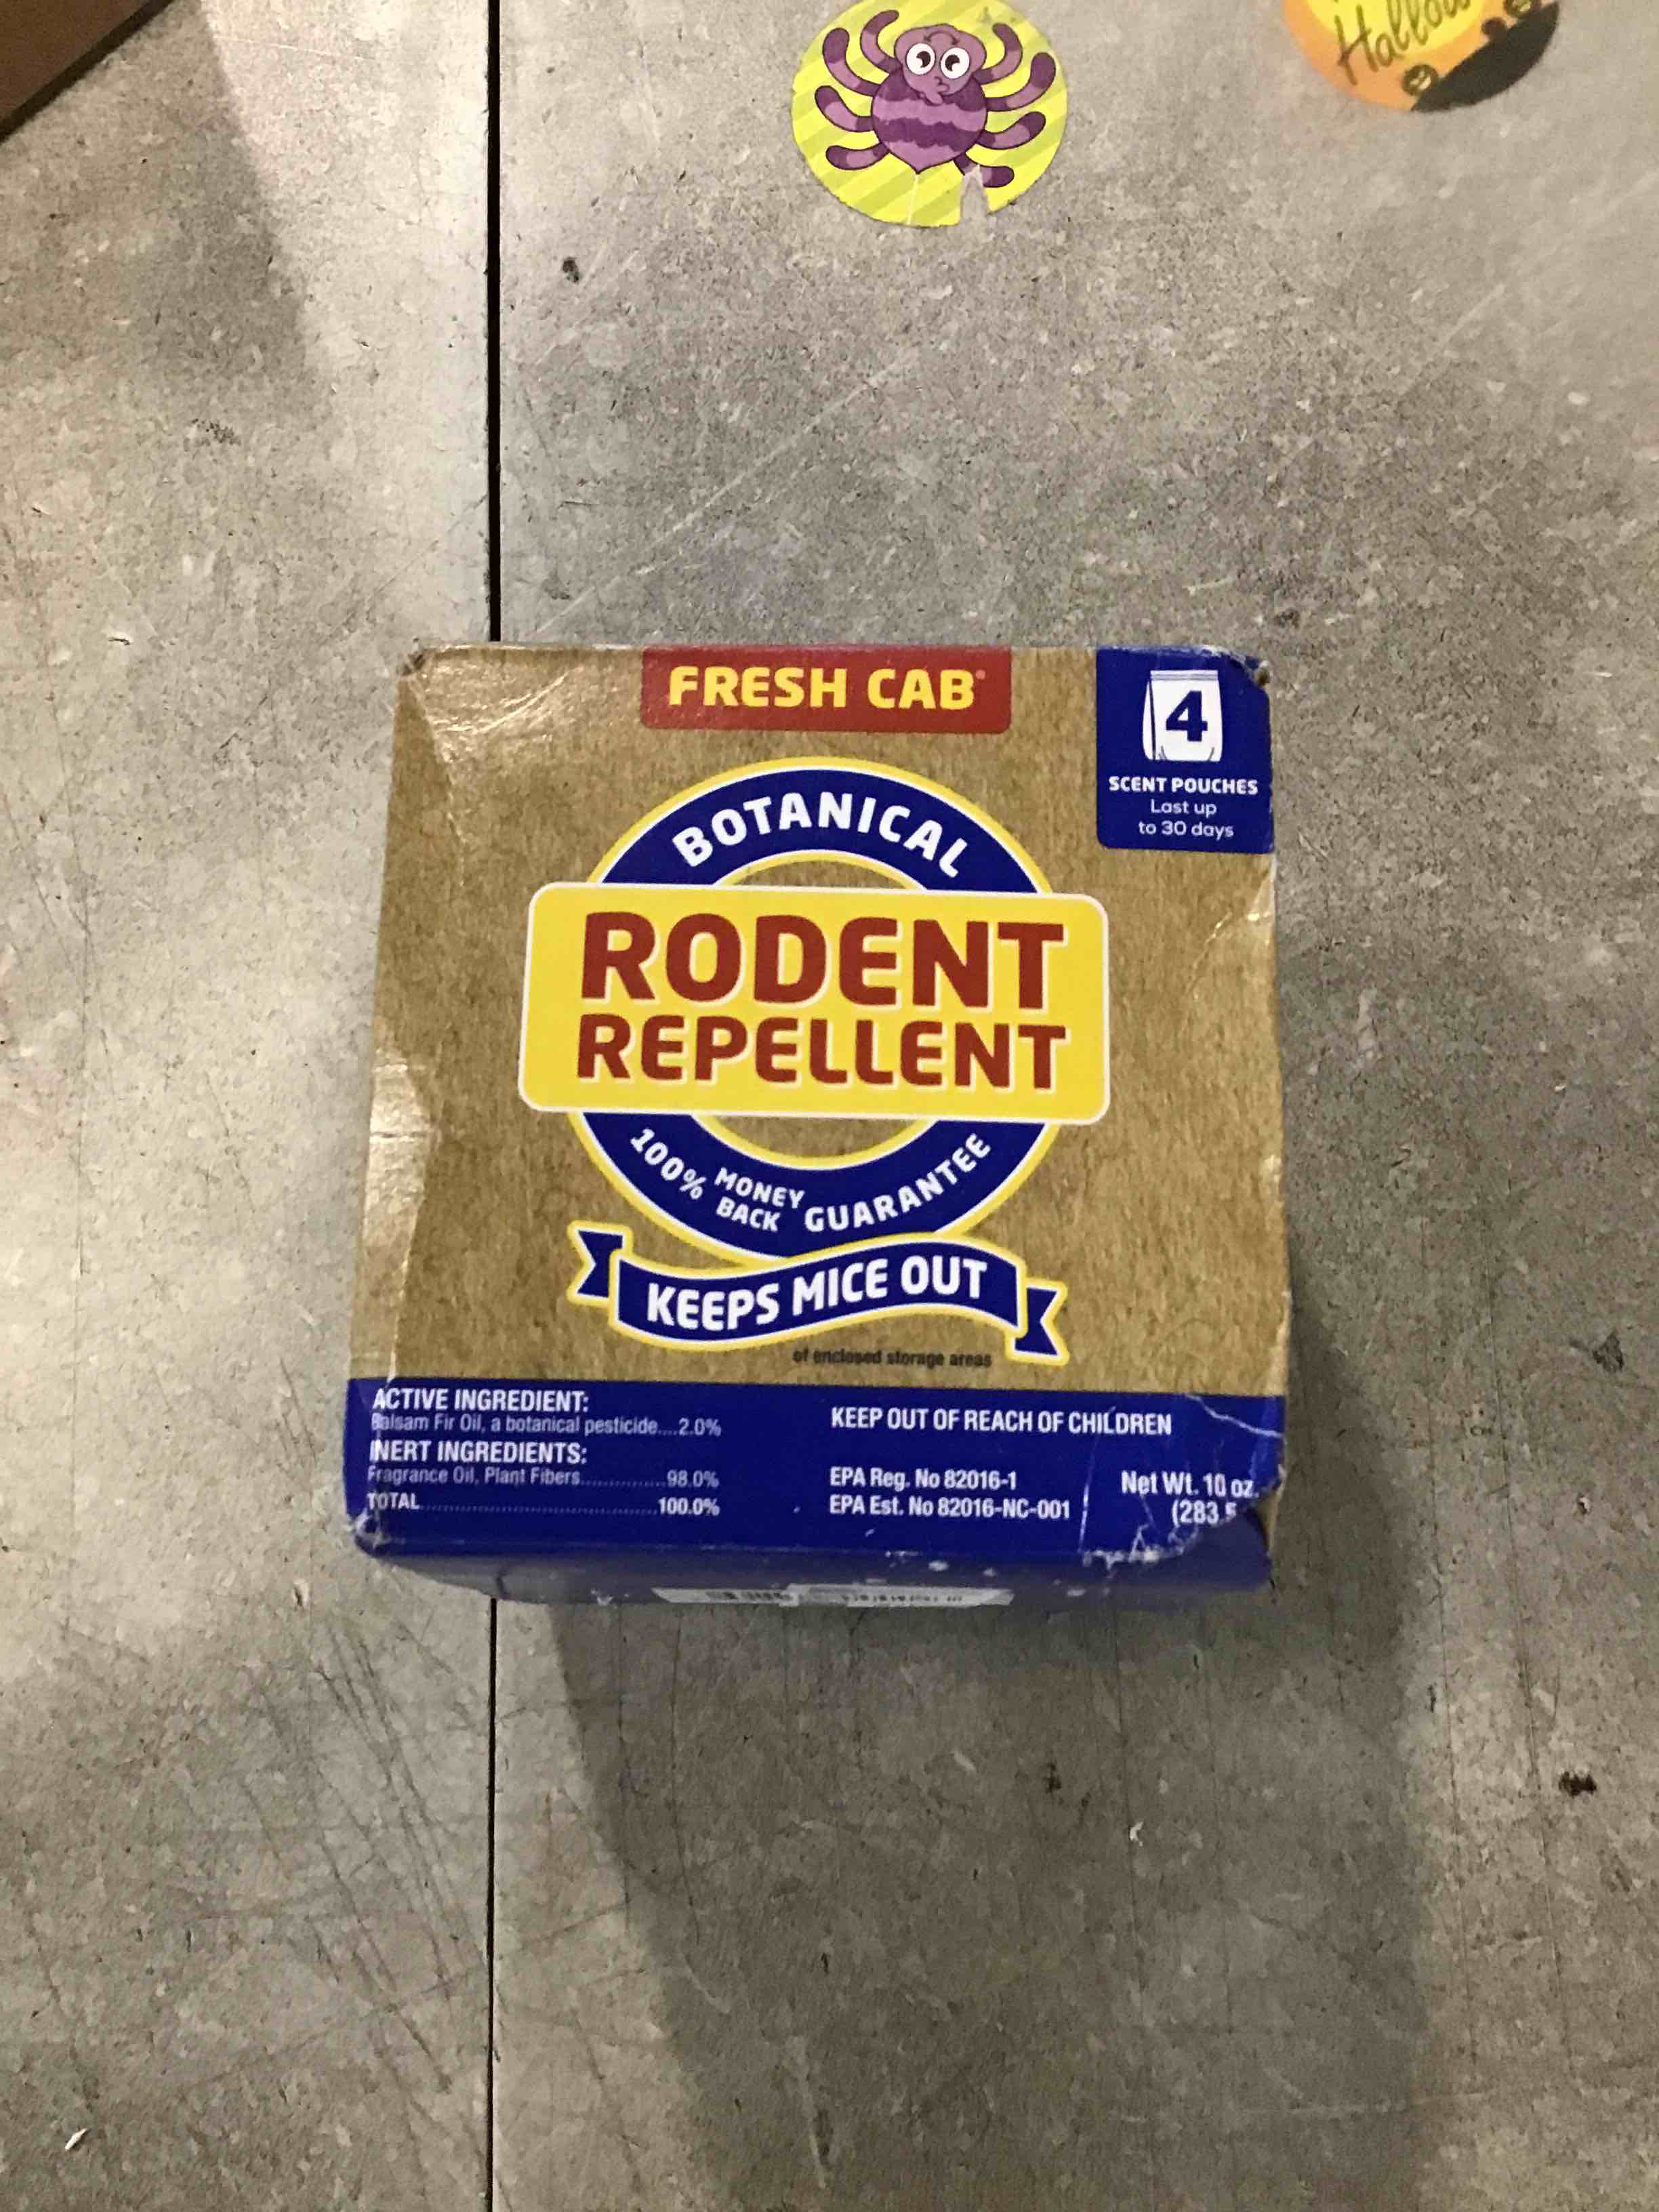 Hallow
FRESH CAB®
4
SCENT POUCHES
Last up
to 30 days
BOTANICAL
RODENT
REPELLENT
100% MONEY BACK GUARANTEE
KEEPS MICE OUT
of enclosed storage areas
ACTIVE INGREDIENT:
Balsam Fir Oil, a botanical pesticide....2.0%
INERT INGREDIENTS:
Fragrance Oil, Plant Fibers..............98.0%
TOTAL......................................100.0%
KEEP OUT OF REACH OF CHILDREN
EPA Reg. No 82016-1
EPA Est. No 82016-NC-001
Net Wt. 10 oz.
(283.5